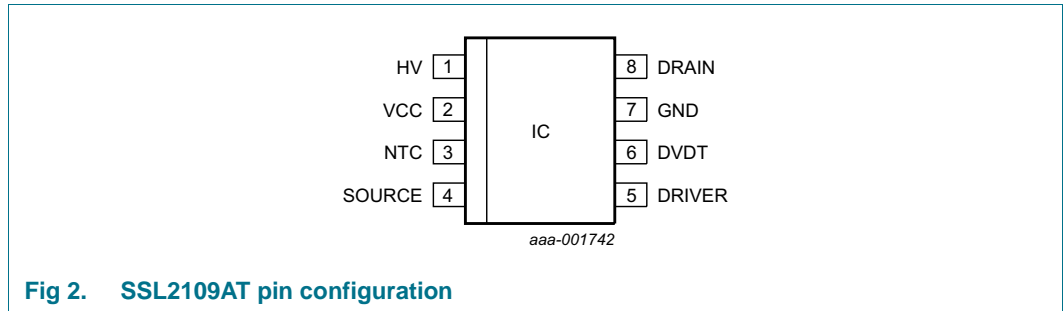 HV 1
VCC 2
NTC 3
SOURCE 4
IC
8 DRAIN
7 GND
6 DVDT
5 DRIVER
aaa-001742
Fig 2. SSL2109AT pin configuration